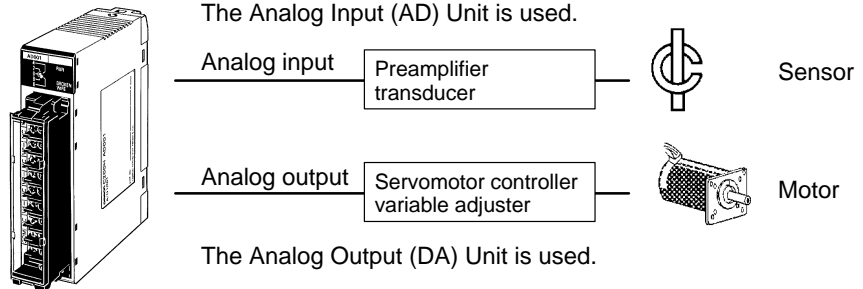 The Analog Input (AD) Unit is used.
AD001
Analog input
Preamplifier
transducer
Sensor
Analog output
Servomotor controller
variable adjuster
Motor
The Analog Output (DA) Unit is used.